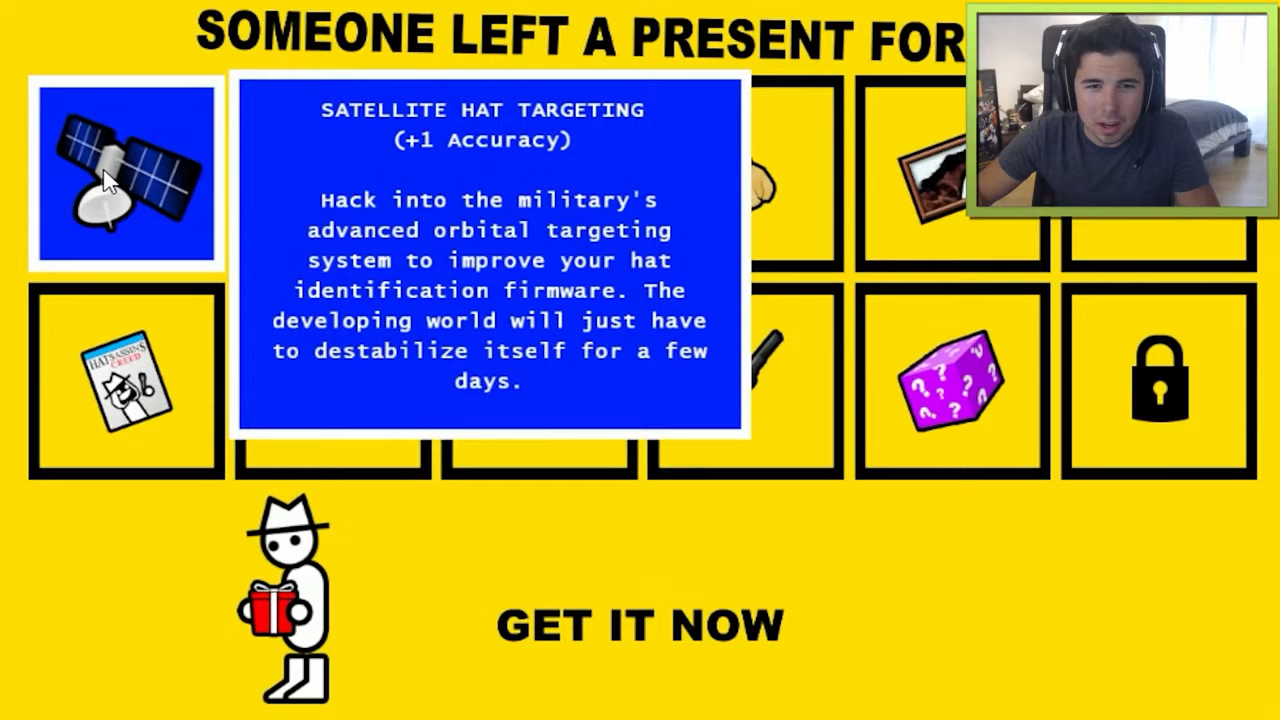 SOMEONE LEFT A PRESENT FOR
SATELLITE HAT TARGETING
(+1 Accuracy)
Hack into the military's
advanced orbital targeting
system to improve your hat
identification firmware. The
developing world will just have
to destabilize itself for a few
days.
HATSASSIN'S
CREED
? ? ? ? ? ? ? ?
GET IT NOW